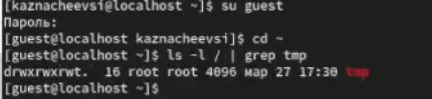 [kaznacheevsi@localhost ~]$ su guest
Пароль:
[guest@localhost kaznacheevsi]$ cd ~
[guest@localhost ~]$ ls -l / | grep tmp
drwxrwxrwt.  16 root root 4096 мар 27 17:30 tmp
[guest@localhost ~]$